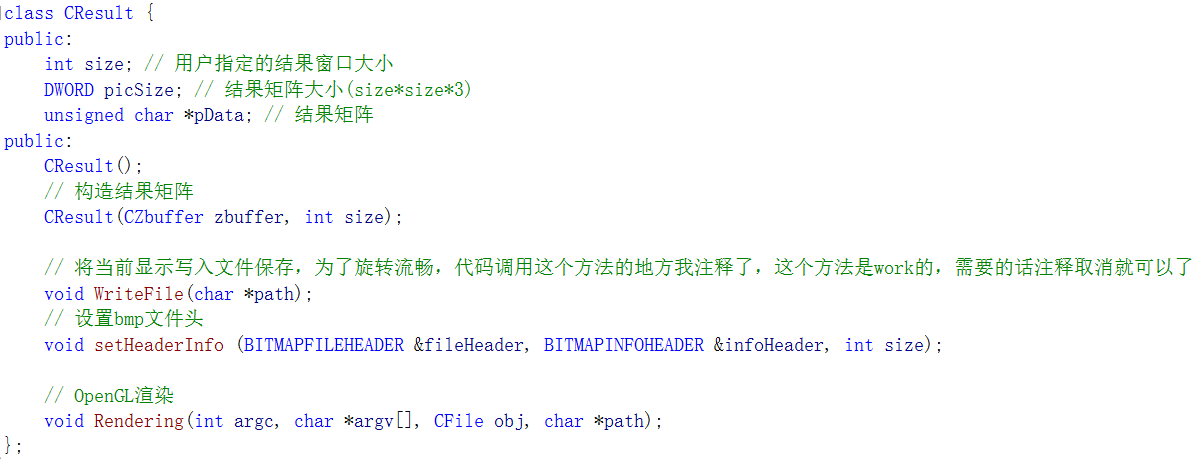 class CResult {
public:
    int size; // 用户指定的结果窗口大小
    DWORD picSize; // 结果矩阵大小(size*size*3)
    unsigned char *pData; // 结果矩阵
public:
    CResult();
    // 构造结果矩阵
    CResult(CZbuffer zbuffer, int size);
    // 将当前显示写入文件保存，为了旋转流畅，代码调用这个方法的地方我注释了，这个方法是work的，需要的话注释取消就可以了
    void WriteFile(char *path);
    // 设置bmp文件头
    void setHeaderInfo (BITMAPFILEHEADER &fileHeader, BITMAPINFOHEADER &infoHeader, int size);
    // OpenGL渲染
    void Rendering(int argc, char *argv[], CFile obj, char *path);
};